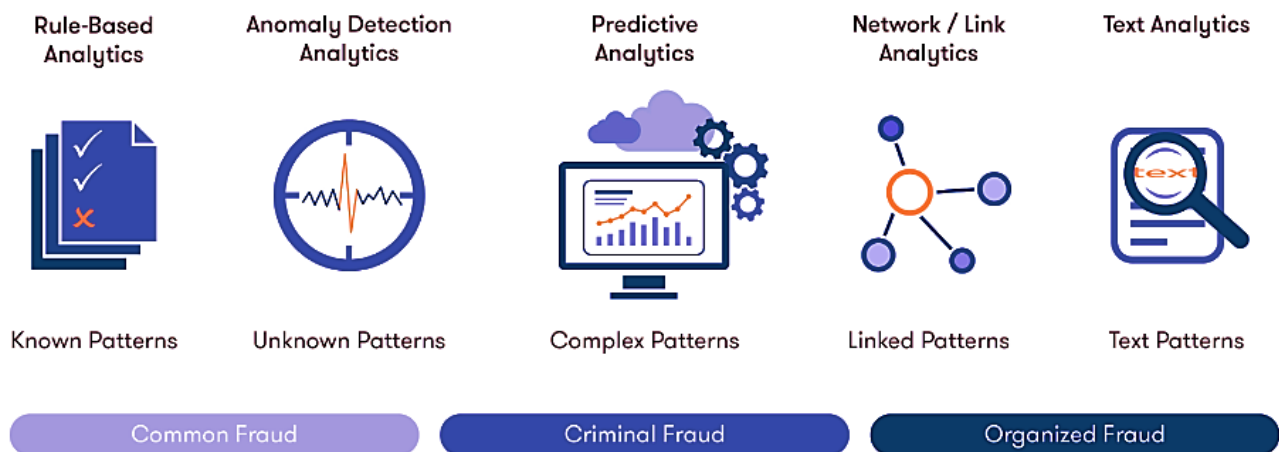 Rule-Based
Analytics
Anomaly Detection
Analytics
Predictive
Analytics
Network / Link
Analytics
Text Analytics
text
Known Patterns
Unknown Patterns
Complex Patterns
Linked Patterns
Text Patterns
Common Fraud
Criminal Fraud
Organized Fraud